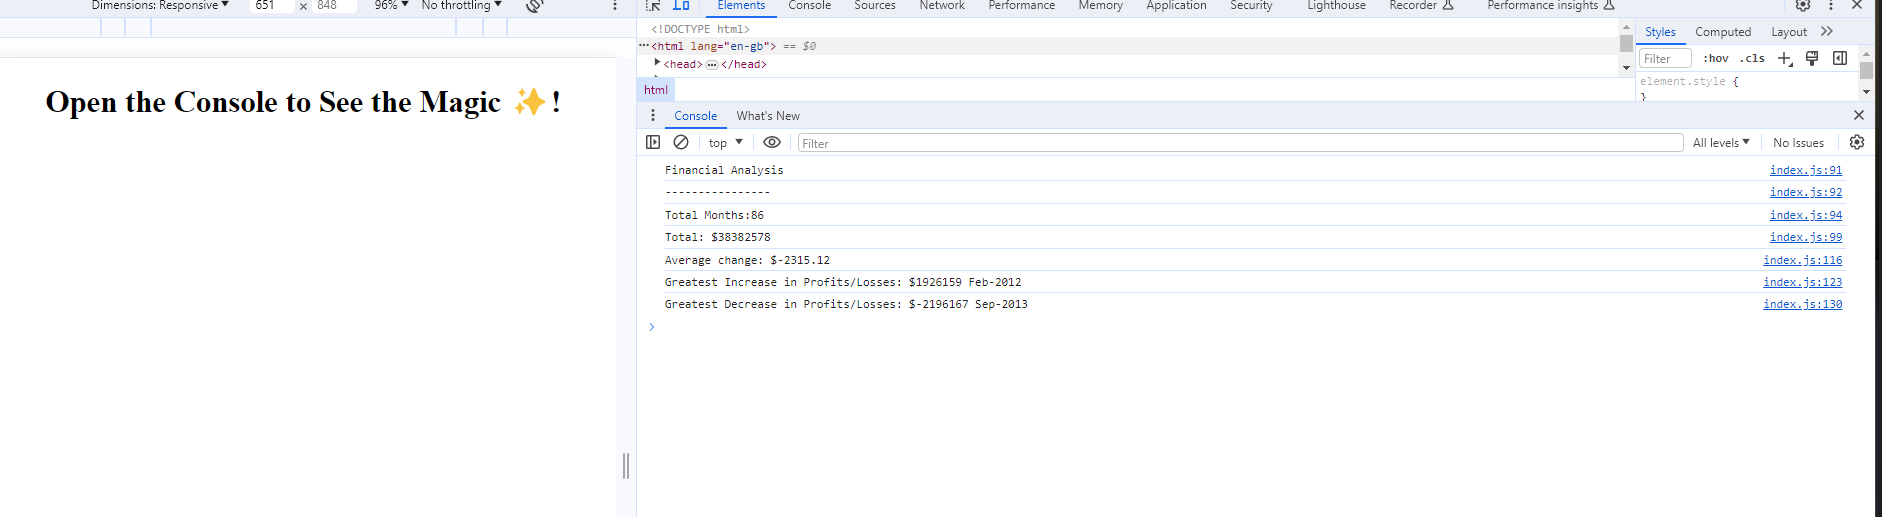 Dimensions: Responsive 651 × 848 96% No throttling
Elements Console Sources Network Performance Memory Application Security Lighthouse Recorder Performance insights
<!DOCTYPE html>
<html lang="en-gb"> == $0
<head> </head>
html
Styles Computed Layout
Filter :hov .cls
element.style {
}
Open the Console to See the Magic ✨!
Console What's New
top Filter All levels No Issues
Financial Analysis index.js:91
---------------- index.js:92
Total Months:86 index.js:94
Total: $38382578 index.js:99
Average change: $-2315.12 index.js:116
Greatest Increase in Profits/Losses: $1926159 Feb-2012 index.js:123
Greatest Decrease in Profits/Losses: $-2196167 Sep-2013 index.js:130